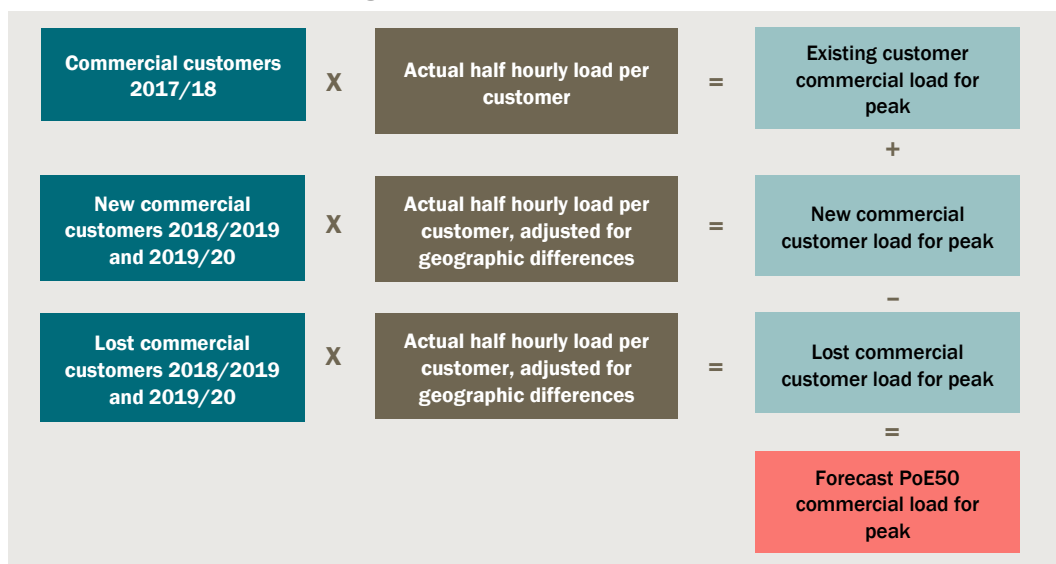 Commercial customers
2017/18
X
Actual half hourly load per
customer
=
Existing customer
commercial load for
peak
+
New commercial
customers 2018/2019
and 2019/20
X
Actual half hourly load per
customer, adjusted for
geographic differences
=
New commercial
customer load for peak
–
Lost commercial
customers 2018/2019
and 2019/20
X
Actual half hourly load per
customer, adjusted for
geographic differences
=
Lost commercial
customer load for peak
=
Forecast PoE50
commercial load for
peak